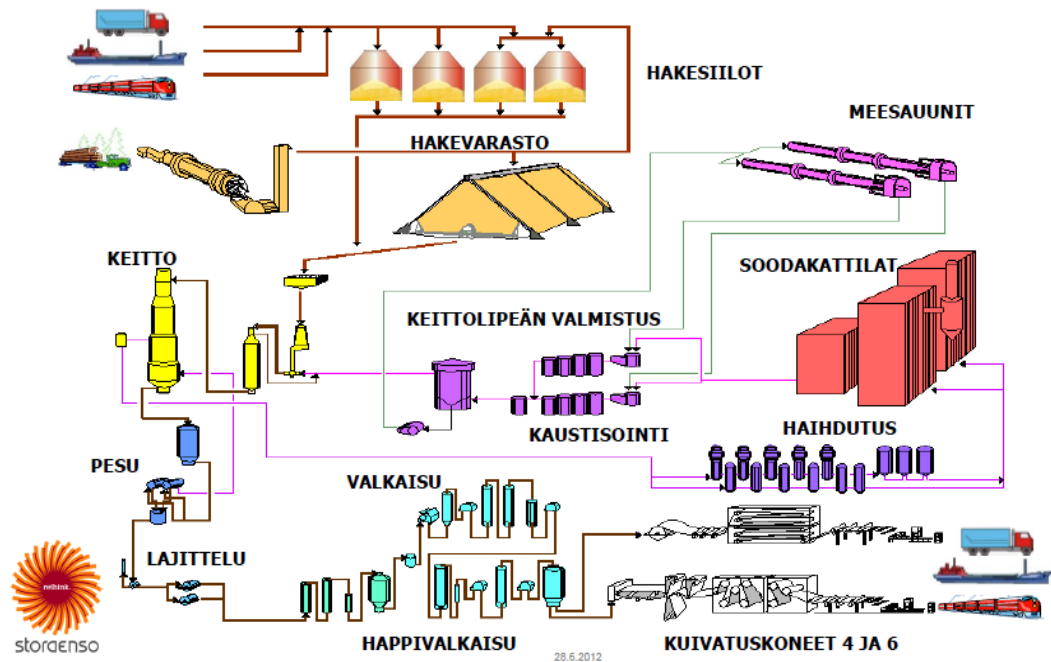 HAKESIILOT
MEESAUUNIT
HAKEVARASTO
KEITTO
SOODAKATTILAT
KEITTOLIPEÄN VALMISTUS
KAUSTISOINTI
HAIHDUTUS
PESU
VALKAISU
LAJITTELU
rethink.
storaenso
HAPPIVALKAISU
KUIVATUSKONEET 4 JA 6
28.6.2012